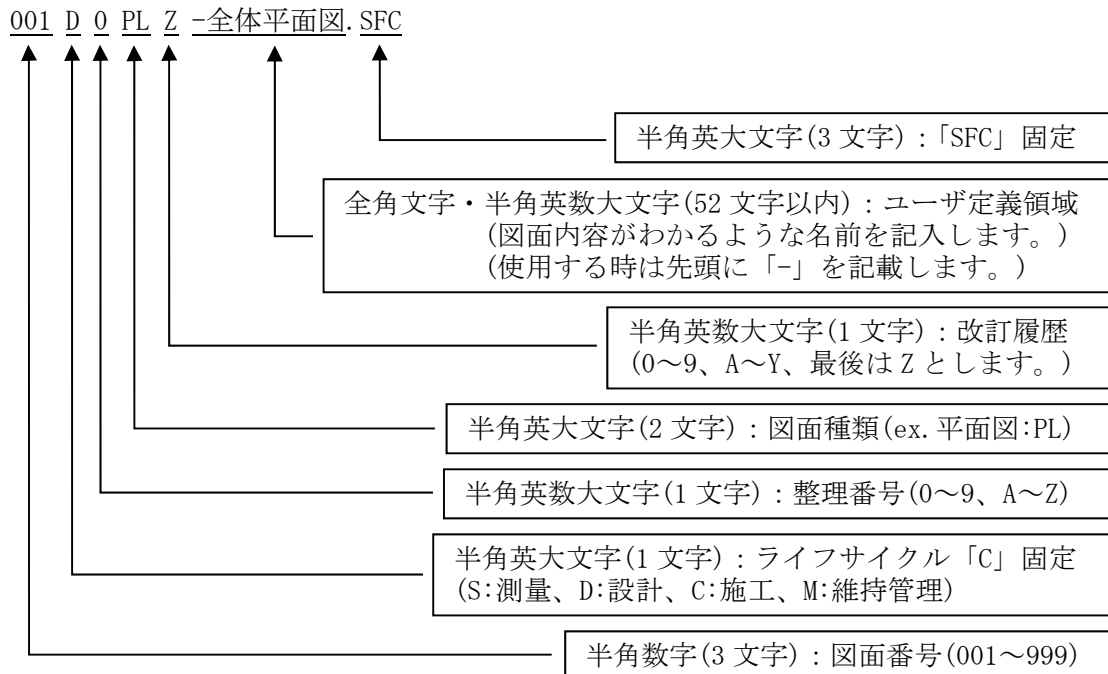 001 D 0 PL Z -全体平面図.SFC
半角英大文字(3文字):「SFC」固定
全角文字・半角英数大文字(52文字以内):ユーザ定義領域
(図面内容がわかるような名前を記入します。)
(使用する時は先頭に「-」を記載します。)
半角英数大文字(1文字):改訂履歴
(0～9、A～Y、最後はZとします。)
半角英大文字(2文字):図面種類(ex.平面図:PL)
半角英数大文字(1文字):整理番号(0～9、A～Z)
半角英大文字(1文字):ライフサイクル「C」固定
(S:測量、D:設計、C:施工、M:維持管理)
半角数字(3文字):図面番号(001～999)